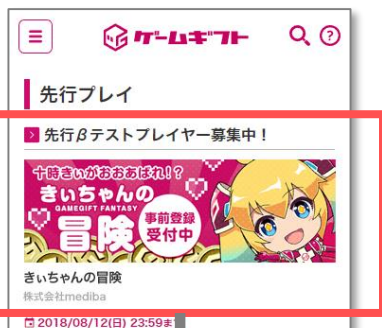 ゲームギフト
先行プレイ
先行βテストプレイヤー募集中！
十時きぃがおおあばれ!?
きぃちゃんの
GAMEGIFT FANTASY
冒険
事前登録
受付中
きぃちゃんの冒険
株式会社mediba
2018/08/12(日) 23:59ま